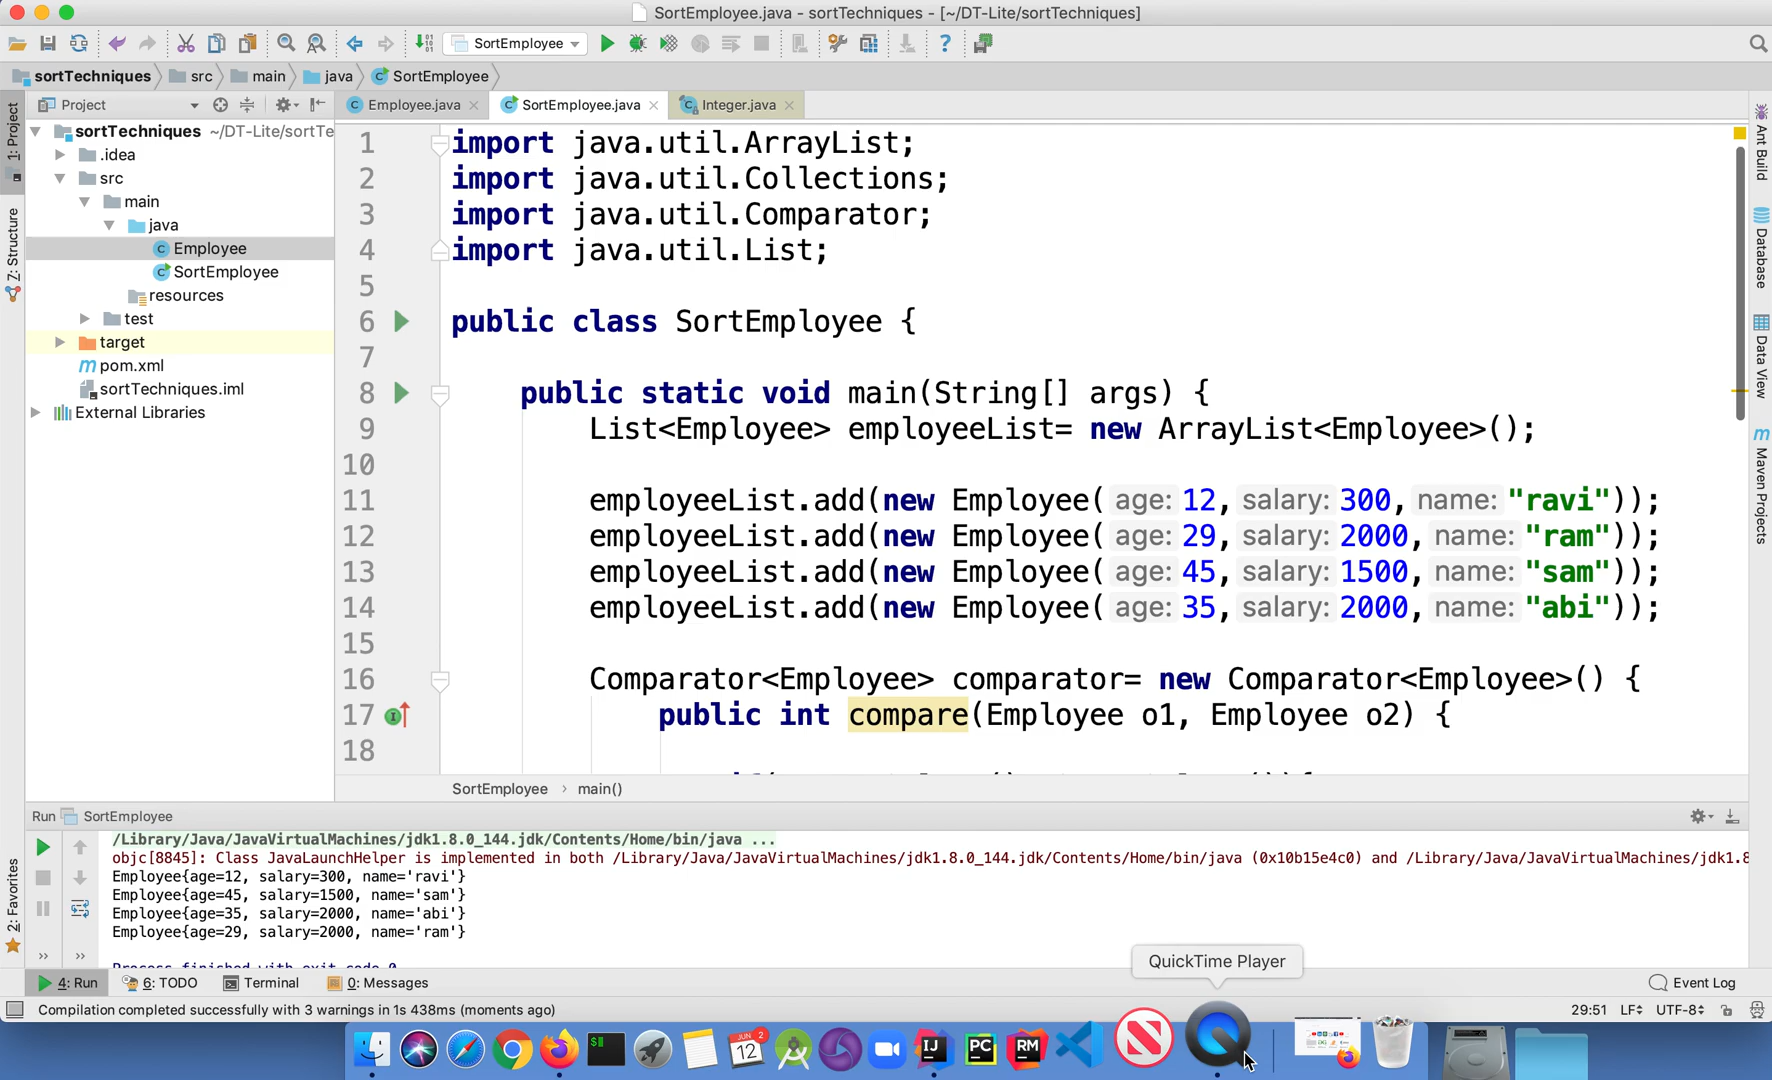 SortEmployee.java - sortTechniques - [~/DT-Lite/sortTechniques]
SortEmployee
sortTechniques src main java SortEmployee
Project
Employee.java SortEmployee.java Integer.java
1: Project
Z: Structure
2: Favorites
sortTechniques ~/DT-Lite/sortTe
.idea
src
main
java
Employee
SortEmployee
resources
test
target
pom.xml
sortTechniques.iml
External Libraries
1 import java.util.ArrayList;
2 import java.util.Collections;
3 import java.util.Comparator;
4 import java.util.List;
5
6 public class SortEmployee {
7
8 public static void main(String[] args) {
9 List<Employee> employeeList= new ArrayList<Employee>();
10
11 employeeList.add(new Employee( age: 12, salary: 300, name: "ravi"));
12 employeeList.add(new Employee( age: 29, salary: 2000, name: "ram"));
13 employeeList.add(new Employee( age: 45, salary: 1500, name: "sam"));
14 employeeList.add(new Employee( age: 35, salary: 2000, name: "abi"));
15
16 Comparator<Employee> comparator= new Comparator<Employee>() {
17 public int compare(Employee o1, Employee o2) {
18
SortEmployee › main()
Ant Build
Database
Data View
Maven Projects
Run SortEmployee
/Library/Java/JavaVirtualMachines/jdk1.8.0_144.jdk/Contents/Home/bin/java ...
objc[8845]: Class JavaLaunchHelper is implemented in both /Library/Java/JavaVirtualMachines/jdk1.8.0_144.jdk/Contents/Home/bin/java (0x10b15e4c0) and /Library/Java/JavaVirtualMachines/jdk1.8
Employee{age=12, salary=300, name='ravi'}
Employee{age=45, salary=1500, name='sam'}
Employee{age=35, salary=2000, name='abi'}
Employee{age=29, salary=2000, name='ram'}
Process finished with exit code 0
QuickTime Player
4: Run 6: TODO Terminal 0: Messages Event Log
Compilation completed successfully with 3 warnings in 1s 438ms (moments ago) 29:51 LF UTF-8
JUN 2
12
IJ
PC
RM